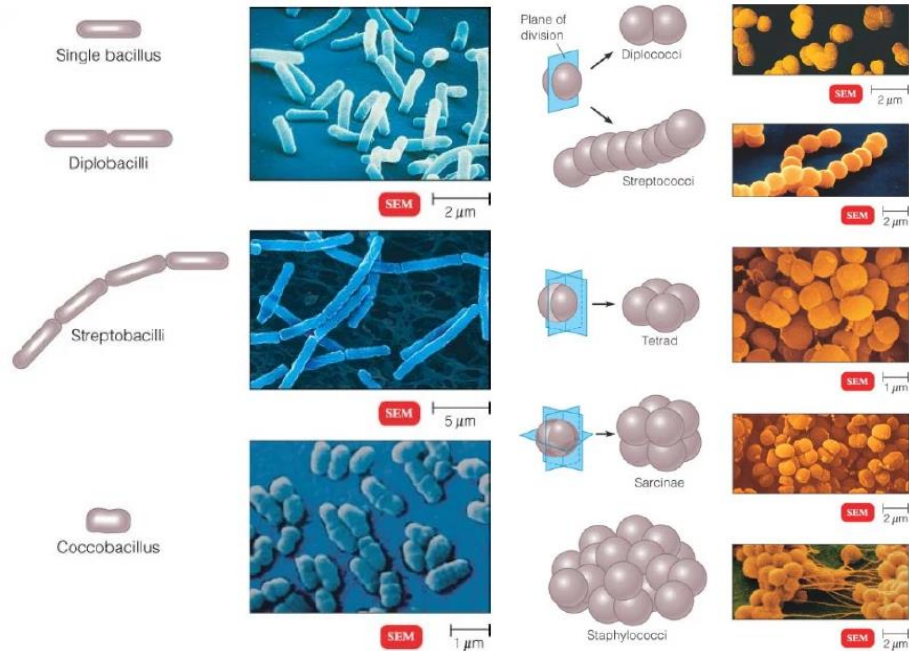 Single bacillus
Diplobacilli
SEM
2 μm
Streptobacilli
SEM
5 μm
Coccobacillus
SEM
1 μm
Plane of
division
Diplococci
SEM
2 μm
Streptococci
SEM
2 μm
Tetrad
SEM
1 μm
Sarcinae
SEM
2 μm
Staphylococci
SEM
2 μm